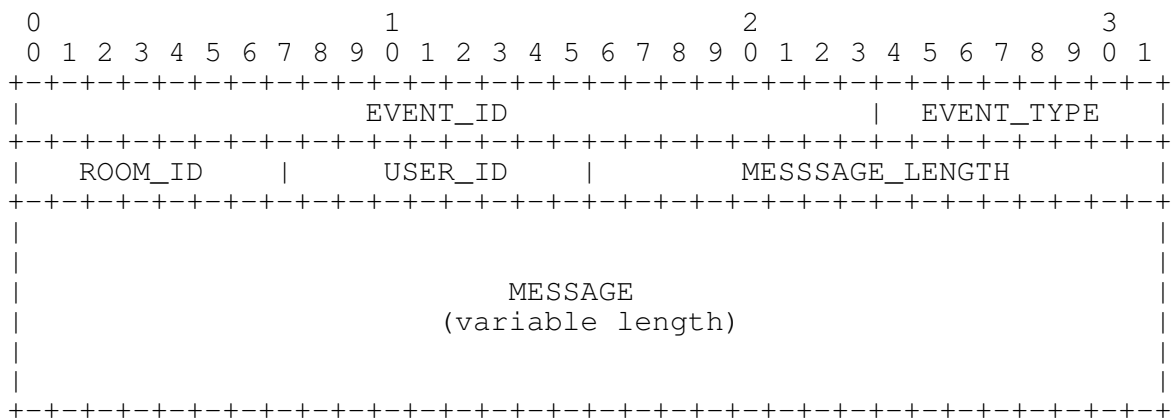 0                   1                   2                   3
0 1 2 3 4 5 6 7 8 9 0 1 2 3 4 5 6 7 8 9 0 1 2 3 4 5 6 7 8 9 0 1
+-+-+-+-+-+-+-+-+-+-+-+-+-+-+-+-+-+-+-+-+-+-+-+-+-+-+-+-+-+-+-+-+
| EVENT_ID | EVENT_TYPE |
+-+-+-+-+-+-+-+-+-+-+-+-+-+-+-+-+-+-+-+-+-+-+-+-+-+-+-+-+-+-+-+-+
| ROOM_ID | USER_ID | MESSSAGE_LENGTH |
+-+-+-+-+-+-+-+-+-+-+-+-+-+-+-+-+-+-+-+-+-+-+-+-+-+-+-+-+-+-+-+-+
| |
| |
| MESSAGE |
| (variable length) |
| |
| |
+-+-+-+-+-+-+-+-+-+-+-+-+-+-+-+-+-+-+-+-+-+-+-+-+-+-+-+-+-+-+-+-+